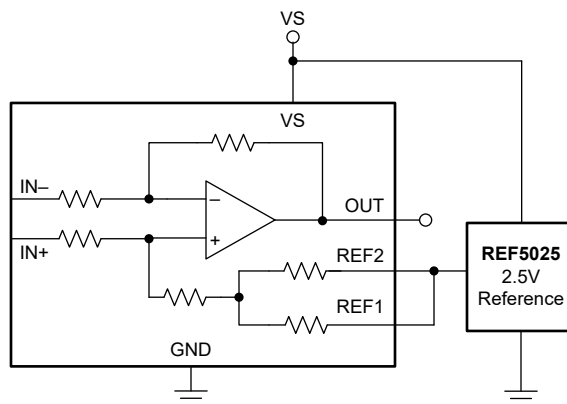 VS
VS
IN–
–
OUT
IN+
+
REF2
REF1
GND
REF5025
2.5V
Reference